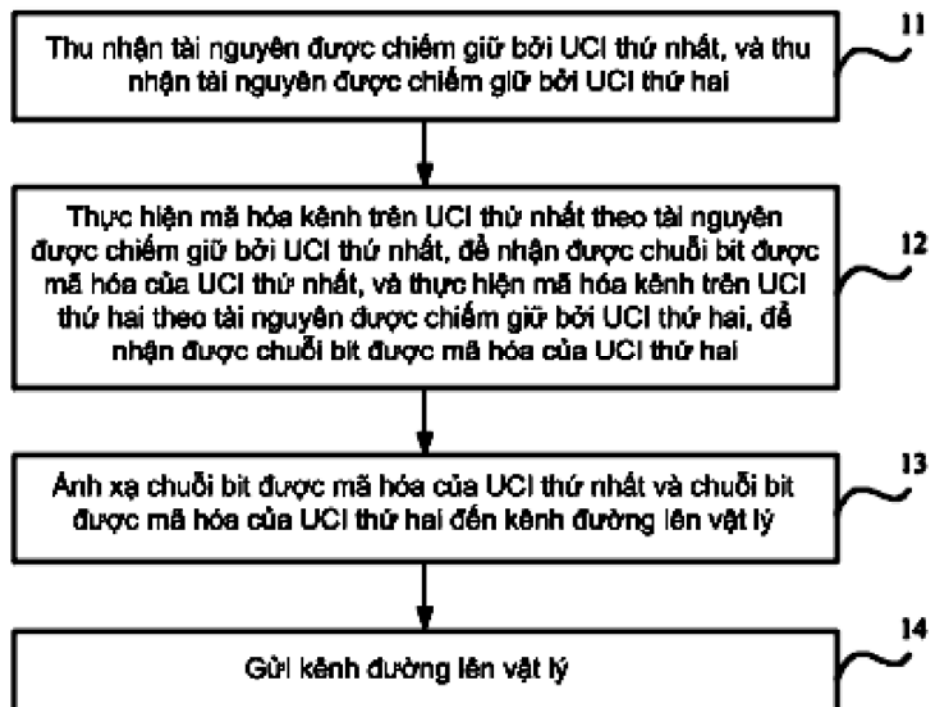 11
Thu nhận tài nguyên được chiếm giữ bởi UCI thứ nhất, và thu
nhận tài nguyên được chiếm giữ bởi UCI thứ hai
12
Thực hiện mã hóa kênh trên UCI thứ nhất theo tài nguyên
được chiếm giữ bởi UCI thứ nhất, để nhận được chuỗi bit được
mã hóa của UCI thứ nhất, và thực hiện mã hóa kênh trên UCI
thứ hai theo tài nguyên được chiếm giữ bởi UCI thứ hai, để
nhận được chuỗi bit được mã hóa của UCI thứ hai
13
Ánh xạ chuỗi bit được mã hóa của UCI thứ nhất và chuỗi bit
được mã hóa của UCI thứ hai đến kênh đường lên vật lý
14
Gửi kênh đường lên vật lý